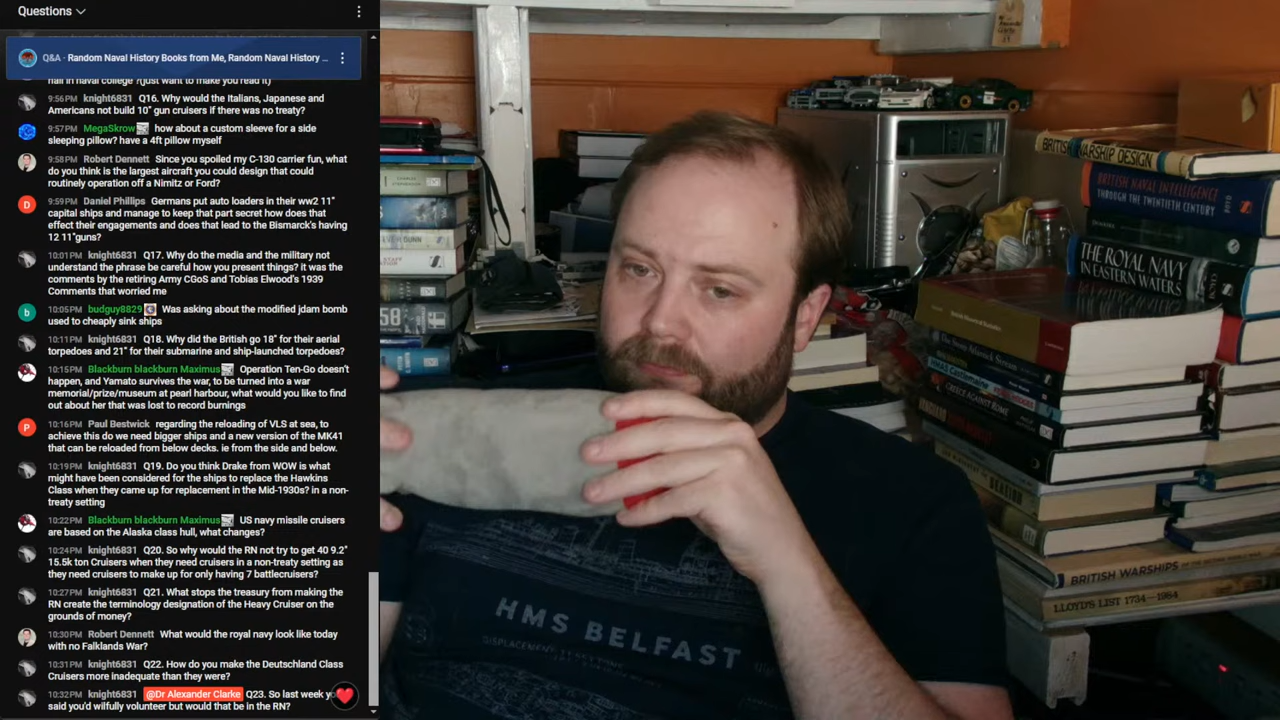 Questions
Q&A · Random Naval History Books from Me, Random Naval History ...
hall in naval college ?(just want to make you read it)
9:56PM knight6831 Q16. Why would the Italians, Japanese and
Americans not build 10" gun cruisers if there was no treaty?
9:57PM MegaSkrow how about a custom sleeve for a side
sleeping pillow? have a 4ft pillow myself
9:58PM Robert Dennett Since you spoiled my C-130 carrier fun, what
do you think is the largest aircraft you could design that could
routinely operation off a Nimitz or Ford?
D
9:59PM Daniel Phillips Germans put auto loaders in their ww2 11"
capital ships and manage to keep that part secret how does that
effect their engagements and does that lead to the Bismarck's having
12 11"guns?
10:01PM knight6831 Q17. Why do the media and the military not
understand the phrase be careful how you present things? it was the
comments by the retiring Army CGoS and Tobias Elwood's 1939
Comments that worried me
b
10:05PM budguy8829 Was asking about the modified jdam bomb
used to cheaply sink ships
10:11PM knight6831 Q18. Why did the British go 18" for their aerial
torpedoes and 21" for their submarine and ship-launched torpedoes?
10:15PM Blackburn blackburn Maximus Operation Ten-Go doesn't
happen, and Yamato survives the war, to be turned into a war
memorial/prize/museum at pearl harbour, what would you like to find
out about her that was lost to record burnings
P
10:16PM Paul Bestwick regarding the reloading of VLS at sea, to
achieve this do we need bigger ships and a new version of the MK41
that can be reloaded from below decks. ie from the side and below.
10:19PM knight6831 Q19. Do you think Drake from WOW is what
might have been considered for the ships to replace the Hawkins
Class when they came up for replacement in the Mid-1930s? in a non-
treaty setting
10:22PM Blackburn blackburn Maximus US navy missile cruisers
are based on the Alaska class hull, what changes?
10:24PM knight6831 Q20. So why would the RN not try to get 40 9.2"
15.5k ton Cruisers when they need cruisers in a non-treaty setting as
they need cruisers to make up for only having 7 battlecruisers?
10:27PM knight6831 Q21. What stops the treasury from making the
RN create the terminology designation of the Heavy Cruiser on the
grounds of money?
10:30PM Robert Dennett What would the royal navy look like today
with no Falklands War?
10:31PM knight6831 Q22. How do you make the Deutschland Class
Cruisers more inadequate than they were?
10:32PM knight6831 @Dr Alexander Clarke Q23. So last week y
said you'd wilfully volunteer but would that be in the RN?
HMS BELFAST
58
BRITISH WARSHIP DESIGN
BRITISH NAVAL INTELLIGENCE
THROUGH THE TWENTIETH CENTURY
BOYD
THE ROYAL NAVY
IN EASTERN WATERS
BOYD
GREECE AGAINST ROME
BRITISH WARSHIPS
LLOYD'S LIST 1734–1984